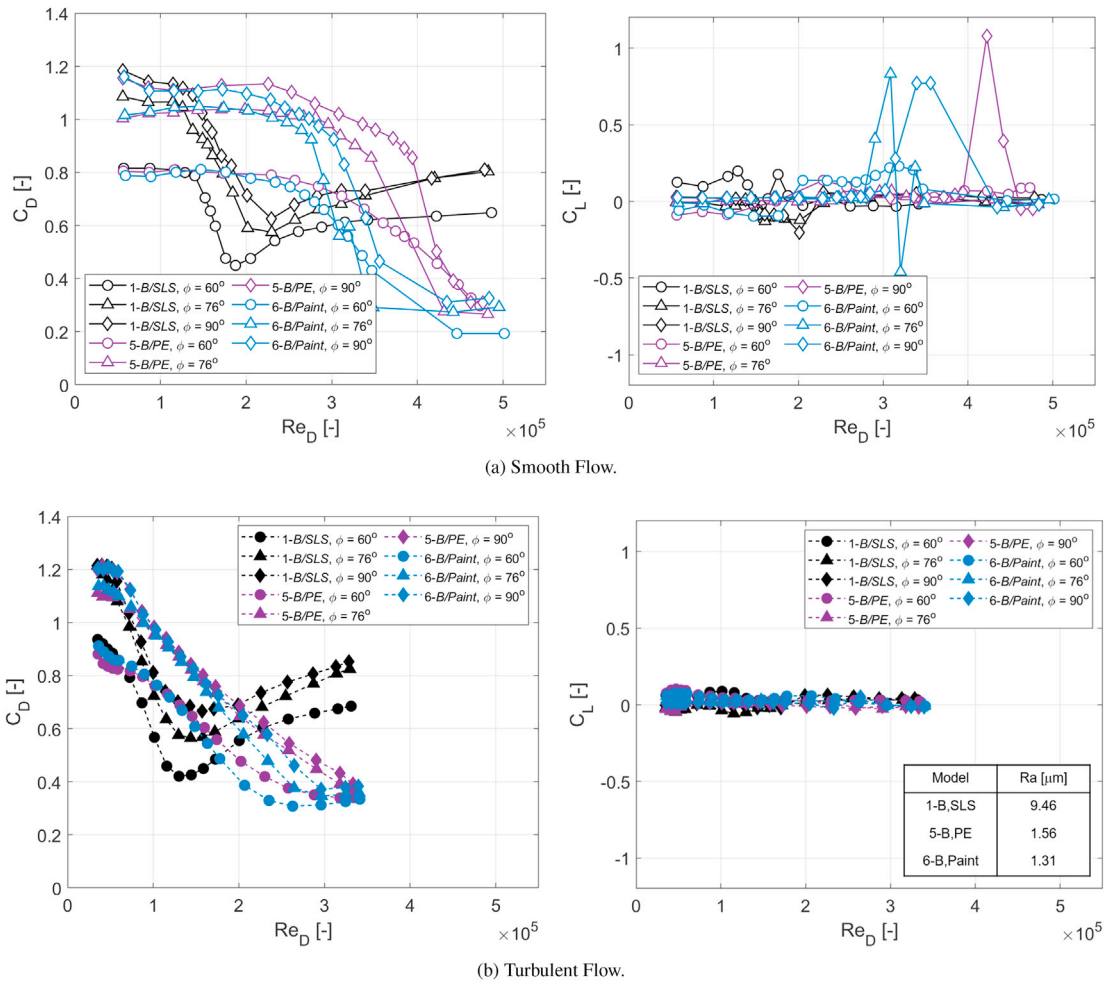 1.4
1.2
1
0.8
0.6
0.4
0.2
0
C_D [-]
1-B/SLS, ϕ = 60°
1-B/SLS, ϕ = 76°
1-B/SLS, ϕ = 90°
5-B/PE, ϕ = 60°
5-B/PE, ϕ = 76°
5-B/PE, ϕ = 90°
6-B/Paint, ϕ = 60°
6-B/Paint, ϕ = 76°
6-B/Paint, ϕ = 90°
0 1 2 3 4 5
Re_D [-]
×10^5
1
0.5
0
-0.5
-1
C_L [-]
1-B/SLS, ϕ = 60°
1-B/SLS, ϕ = 76°
1-B/SLS, ϕ = 90°
5-B/PE, ϕ = 60°
5-B/PE, ϕ = 76°
5-B/PE, ϕ = 90°
6-B/Paint, ϕ = 60°
6-B/Paint, ϕ = 76°
6-B/Paint, ϕ = 90°
0 1 2 3 4 5
Re_D [-]
×10^5
(a) Smooth Flow.
1.4
1.2
1
0.8
0.6
0.4
0.2
0
C_D [-]
1-B/SLS, ϕ = 60°
1-B/SLS, ϕ = 76°
1-B/SLS, ϕ = 90°
5-B/PE, ϕ = 60°
5-B/PE, ϕ = 76°
5-B/PE, ϕ = 90°
6-B/Paint, ϕ = 60°
6-B/Paint, ϕ = 76°
6-B/Paint, ϕ = 90°
0 1 2 3 4 5
Re_D [-]
×10^5
1
0.5
0
-0.5
-1
C_L [-]
1-B/SLS, ϕ = 60°
1-B/SLS, ϕ = 76°
1-B/SLS, ϕ = 90°
5-B/PE, ϕ = 60°
5-B/PE, ϕ = 76°
5-B/PE, ϕ = 90°
6-B/Paint, ϕ = 60°
6-B/Paint, ϕ = 76°
6-B/Paint, ϕ = 90°
Model Ra [μm]
1-B,SLS 9.46
5-B,PE 1.56
6-B,Paint 1.31
0 1 2 3 4 5
Re_D [-]
×10^5
(b) Turbulent Flow.